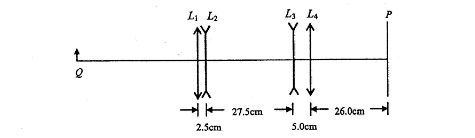 L₁ L₂ L₃ L₄ P
Q
27.5cm 26.0cm
2.5cm 5.0cm